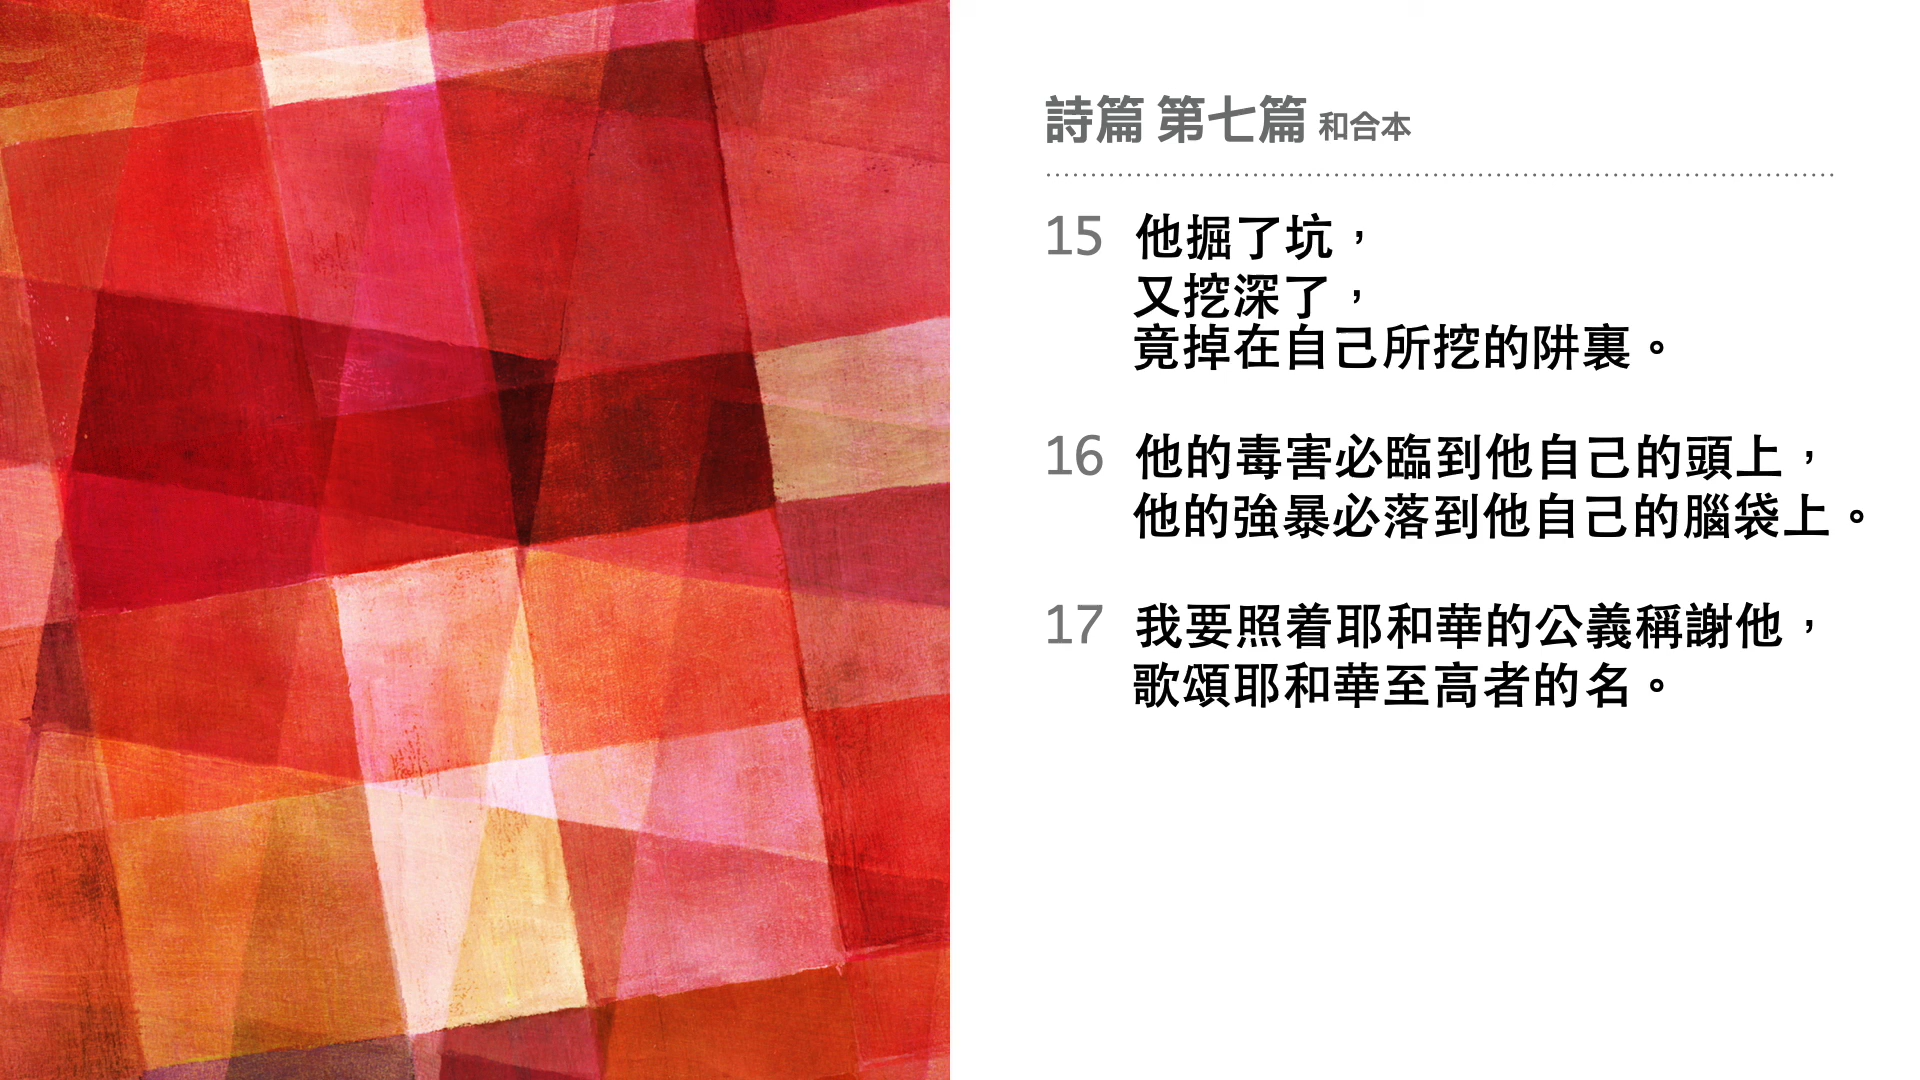 詩篇 第七篇 和合本
15 他掘了坑，
又挖深了，
竟掉在自己所挖的阱裏。
16 他的毒害必臨到他自己的頭上，
他的強暴必落到他自己的腦袋上。
17 我要照着耶和華的公義稱謝他，
歌頌耶和華至高者的名。